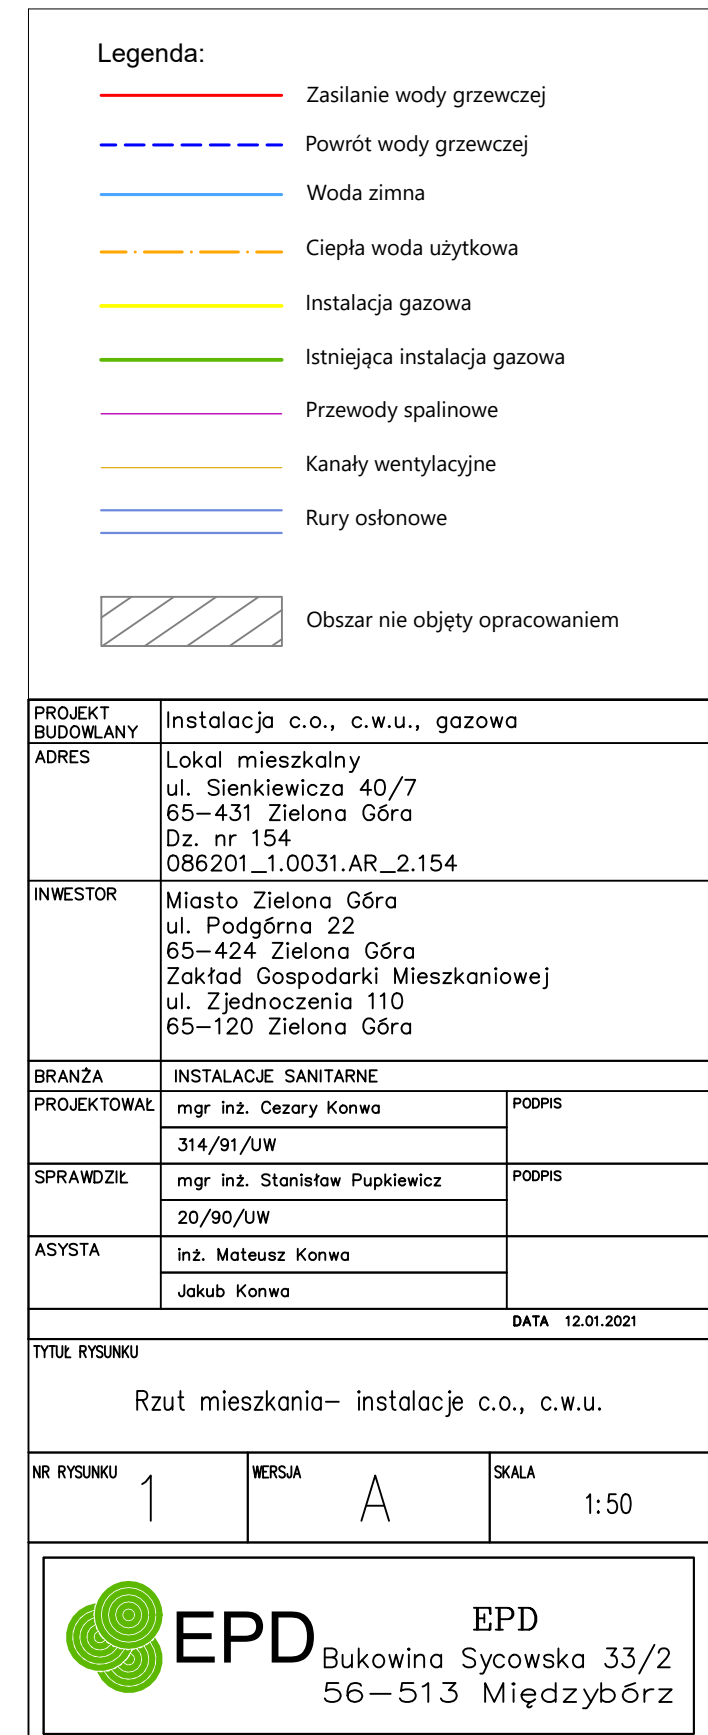 Legenda:
Zasilanie wody grzewczej
Powrót wody grzewczej
Woda zimna
Ciepła woda użytkowa
Instalacja gazowa
Istniejąca instalacja gazowa
Przewody spalinowe
Kanały wentylacyjne
Rury osłonowe
Obszar nie objęty opracowaniem
PROJEKT
BUDOWLANY
Instalacja c.o., c.w.u., gazowa
ADRES
Lokal mieszkalny
ul. Sienkiewicza 40/7
65-431 Zielona Góra
Dz. nr 154
086201_1.0031.AR_2.154
INWESTOR
Miasto Zielona Góra
ul. Podgórna 22
65-424 Zielona Góra
Zakład Gospodarki Mieszkaniowej
ul. Zjednoczenia 110
65-120 Zielona Góra
BRANŻA
INSTALACJE SANITARNE
PROJEKTOWAŁ
mgr inż. Cezary Konwa
PODPIS
314/91/UW
SPRAWDZIŁ
mgr inż. Stanisław Pupkiewicz
PODPIS
20/90/UW
ASYSTA
inż. Mateusz Konwa
Jakub Konwa
DATA 12.01.2021
TYTUŁ RYSUNKU
Rzut mieszkania- instalacje c.o., c.w.u.
NR RYSUNKU
1
WERSJA
A
SKALA
1:50
EPD
EPD
Bukowina Sycowska 33/2
56-513 Międzybórz